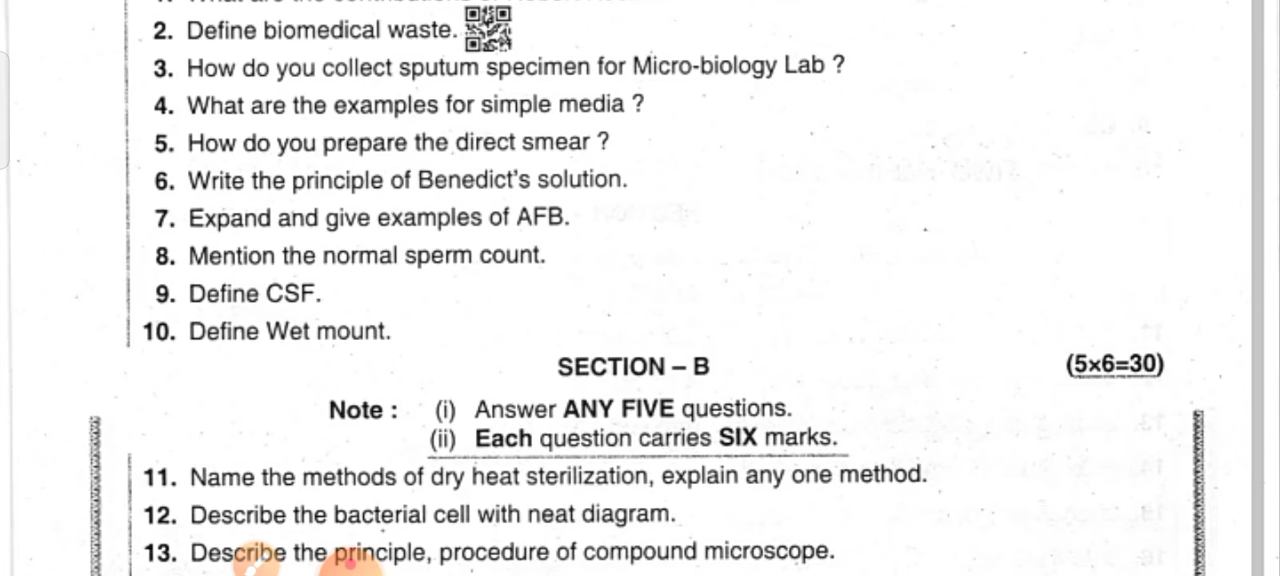 2. Define biomedical waste.
3. How do you collect sputum specimen for Micro-biology Lab ?
4. What are the examples for simple media ?
5. How do you prepare the direct smear ?
6. Write the principle of Benedict's solution.
7. Expand and give examples of AFB.
8. Mention the normal sperm count.
9. Define CSF.
10. Define Wet mount.
SECTION – B (5x6=30)
Note : (i) Answer ANY FIVE questions.
(ii) Each question carries SIX marks.
11. Name the methods of dry heat sterilization, explain any one method.
12. Describe the bacterial cell with neat diagram.
13. Describe the principle, procedure of compound microscope.